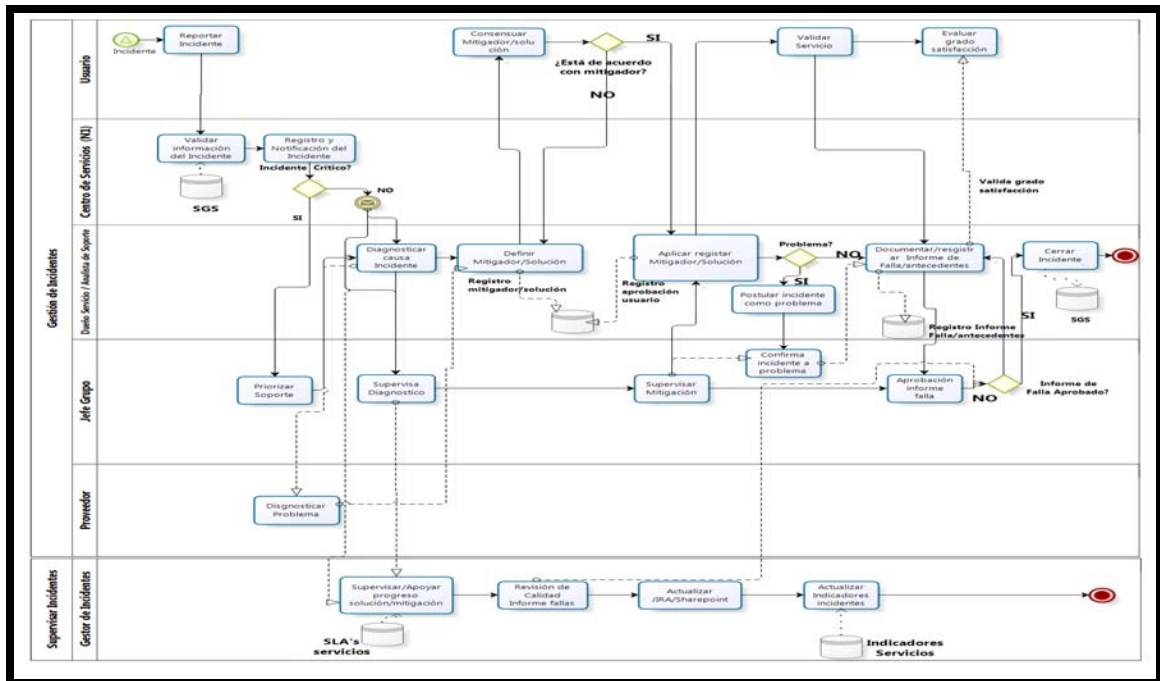 Gestión de Incidentes
Usuario
Incidente
Reportar
Incidente
Consensuar
Mitigador/solu
ción
SI
¿Está de acuerdo
con mitigador?
NO
Validar
Servicio
Evaluar
grado
satisfacción
Centro de Servicios (N1)
Validar
información
del Incidente
SGS
Registro y
Notificación del
Incidente
Incidente Crítico?
NO
SI
Valida grado
satisfacción
Dueño Servicio / Analista de Soporte
Diagnosticar
causa
Incidente
Definir
Mitigador/Solución
Registro
mitigador/solución
Aplicar registar
Mitigador/Solución
Registro
aprobación
usuario
Problema?
NO
SI
Postular incidente
como problema
Documentar/resgistr
ar Informe de
Falla/antecedentes
Registro Informe
Falla/antecedentes
Cerrar
Incidente
SGS
SI
Jefe Grupo
Priorizar
Soporte
Supervisa
Diagnostico
Supervisar
Mitigación
Confirma
incidente a
problema
Aprobación
informe
falla
NO
Informe de
Falla Aprobado?
Proveedor
Disgnosticar
Problema
Supervisar Incidentes
Gestor de Incidentes
Supervisar/Apoyar
progreso
solución/mitigación
SLA's
servicios
Revisión de
Calidad
Informe fallas
Actualizar
JIRA/Sharepoint
Actualizar
Indicadores
incidentes
Indicadores
Servicios